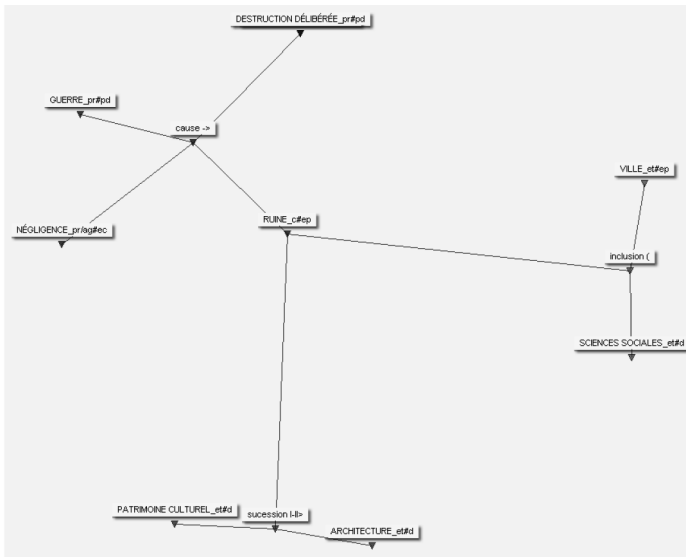 DESTRUCTION DÉLIBÉRÉE_pr#pd
GUERRE_pr#pd
cause ->
VILLE_et#ep
RUINE_c#ep
NÉGLIGENCE_pr/ag#ec
inclusion (
SCIENCES SOCIALES_et#d
PATRIMOINE CULTUREL_et#d
sucession I-II>
ARCHITECTURE_et#d